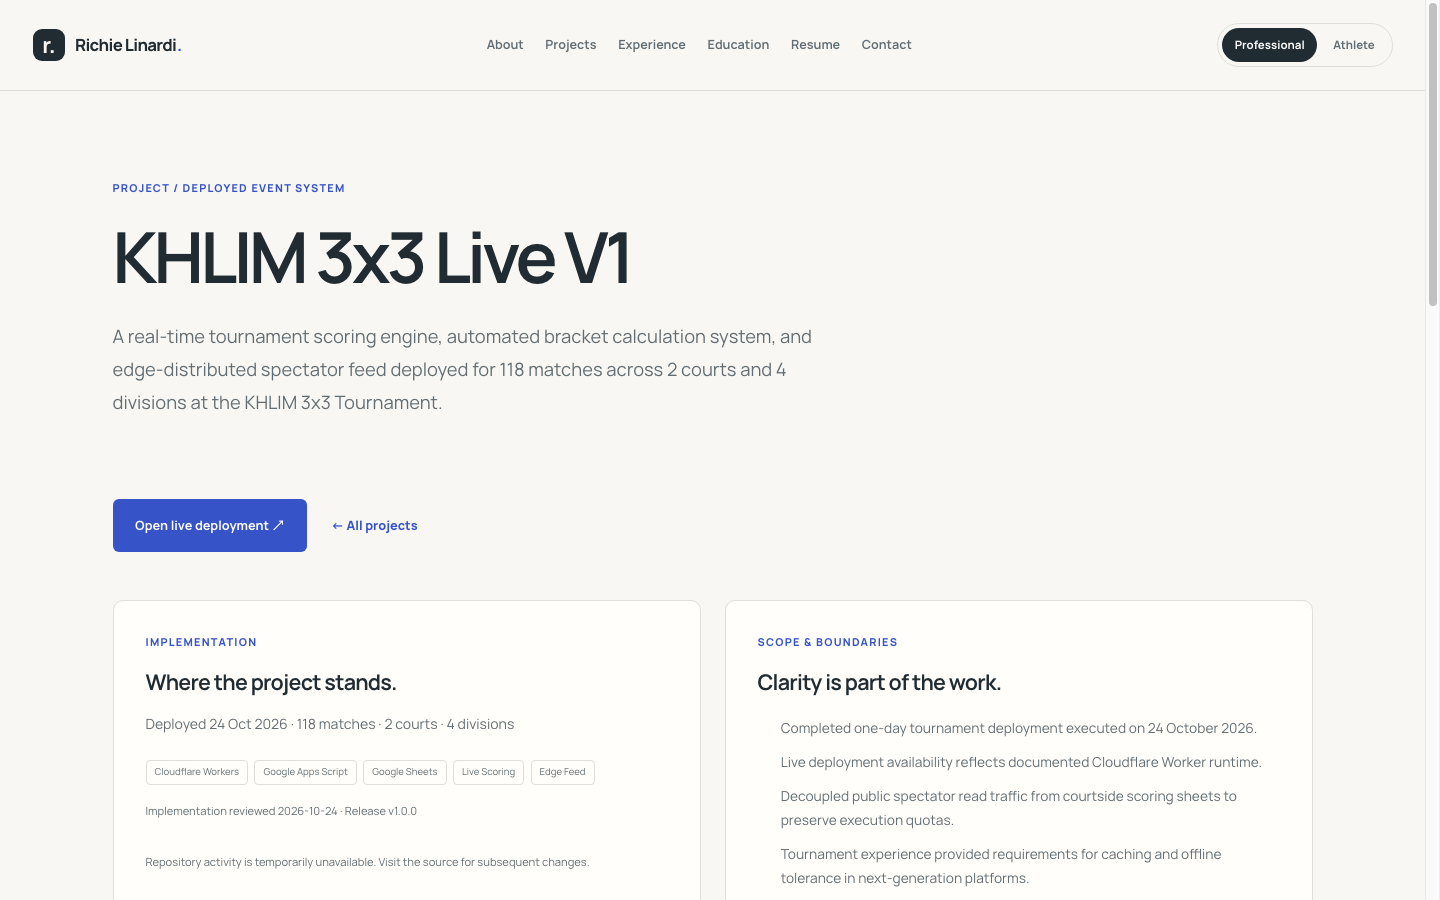 r. Richie Linardi.
About Projects Experience Education Resume Contact
Professional Athlete
PROJECT / DEPLOYED EVENT SYSTEM
KHLIM 3x3 Live V1
A real-time tournament scoring engine, automated bracket calculation system, and
edge-distributed spectator feed deployed for 118 matches across 2 courts and 4
divisions at the KHLIM 3x3 Tournament.
Open live deployment ↗ ← All projects
IMPLEMENTATION
Where the project stands.
Deployed 24 Oct 2026 · 118 matches · 2 courts · 4 divisions
Cloudflare Workers Google Apps Script Google Sheets Live Scoring Edge Feed
Implementation reviewed 2026-10-24 · Release v1.0.0
Repository activity is temporarily unavailable. Visit the source for subsequent changes.
SCOPE & BOUNDARIES
Clarity is part of the work.
Completed one-day tournament deployment executed on 24 October 2026.
Live deployment availability reflects documented Cloudflare Worker runtime.
Decoupled public spectator read traffic from courtside scoring sheets to
preserve execution quotas.
Tournament experience provided requirements for caching and offline
tolerance in next-generation platforms.